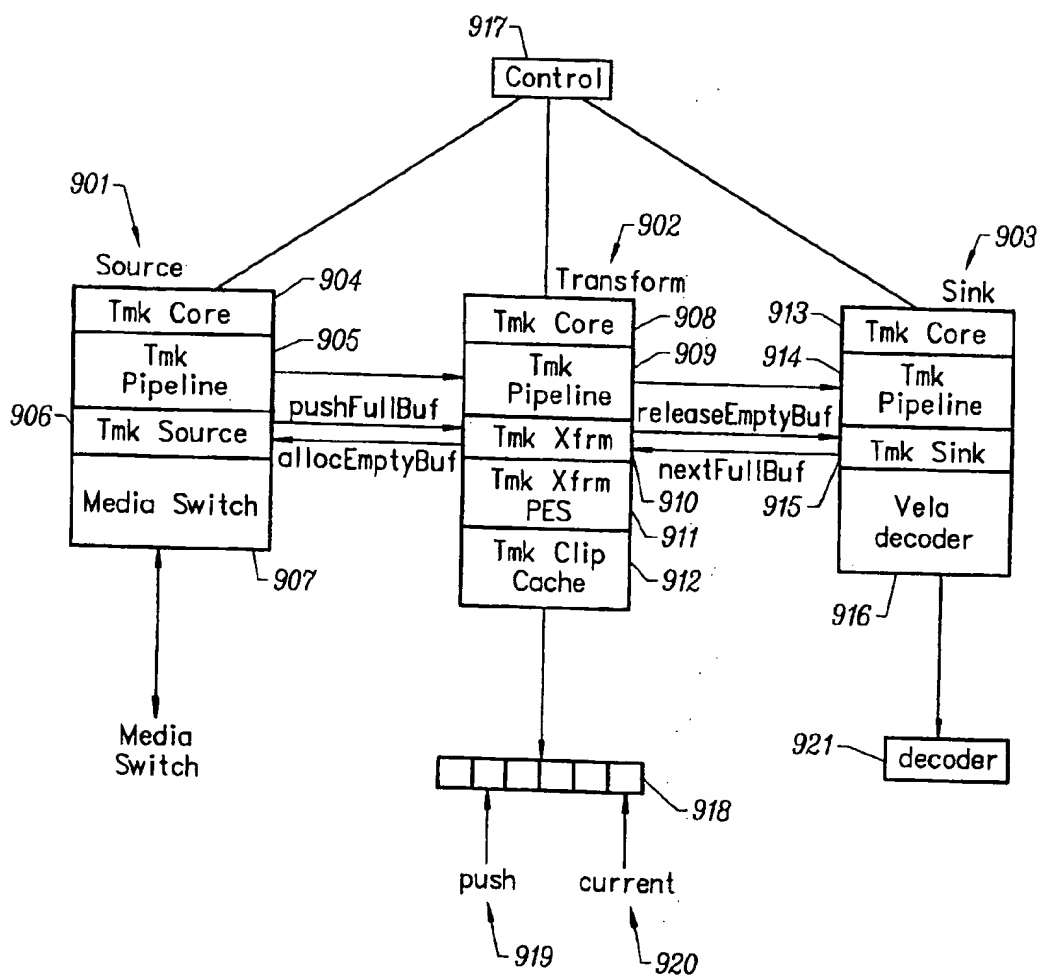 917
Control
901
902
903
Source
904
Transform
Sink
Tmk Core
Tmk Core
908
913
Tmk Core
905
909
914
Tmk
Pipeline
Tmk
Pipeline
Tmk
Pipeline
906
pushFullBuf
releaseEmptyBuf
Tmk Source
Tmk Xfrm
Tmk Sink
allocEmptyBuf
nextFullBuf
910
915
Media Switch
Tmk Xfrm
PES
911
Vela
decoder
907
Tmk Clip
Cache
912
916
Media
Switch
921
decoder
918
push
current
919
920